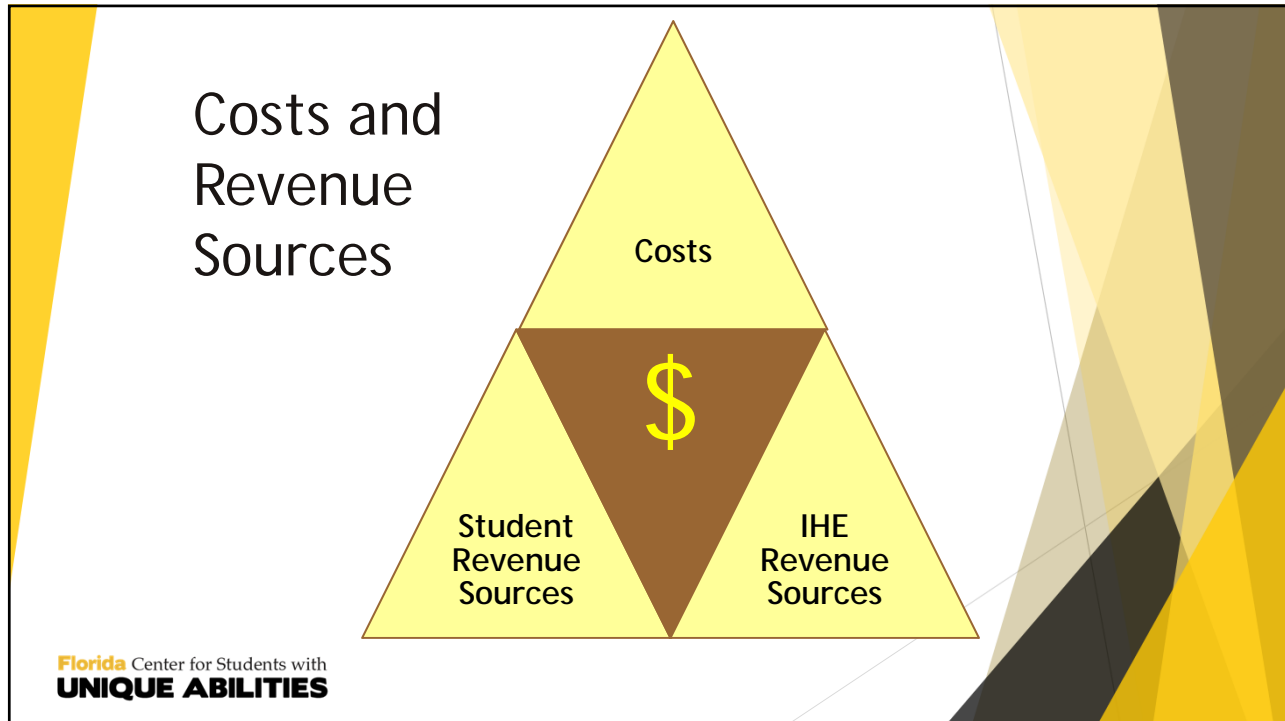 Costs and
Revenue
Sources
Costs
$
Student
Revenue
Sources
IHE
Revenue
Sources
Florida Center for Students with
UNIQUE ABILITIES